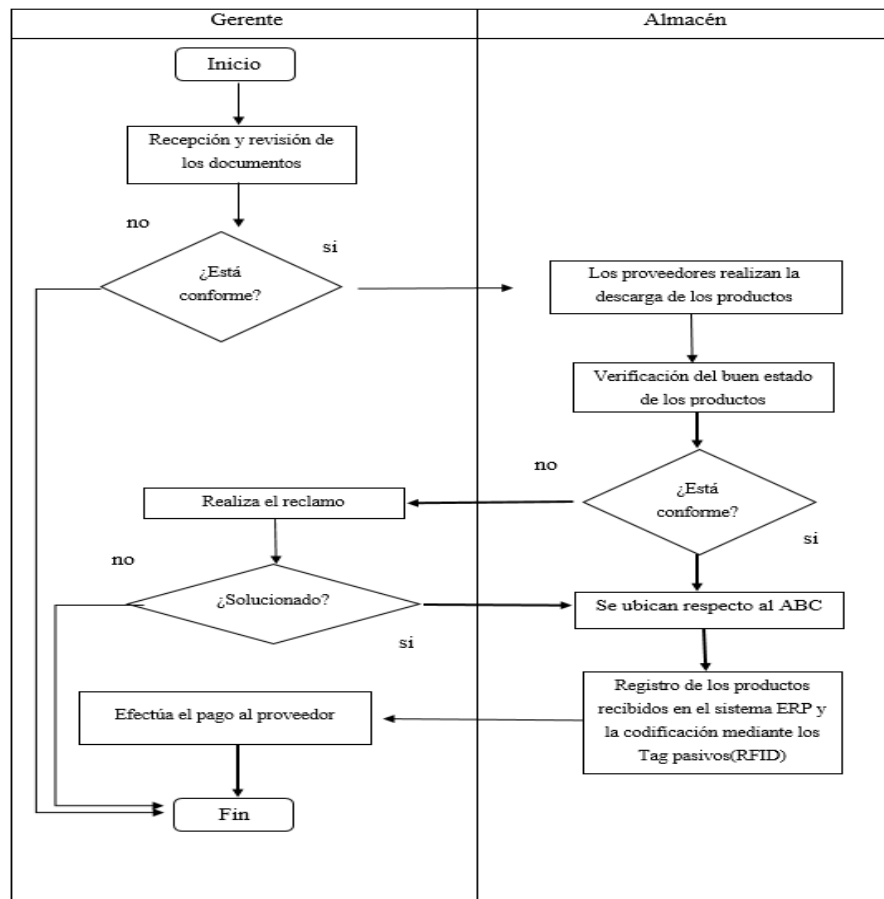 Gerente
Almacén
Inicio
Recepción y revisión de
los documentos
no
si
¿Está
conforme?
Los proveedores realizan la
descarga de los productos
Verificación del buen estado
de los productos
no
¿Está
conforme?
si
Realiza el reclamo
no
¿Solucionado?
si
Se ubican respecto al ABC
Registro de los productos
recibidos en el sistema ERP y
la codificación mediante los
Tag pasivos(RFID)
Efectúa el pago al proveedor
Fin